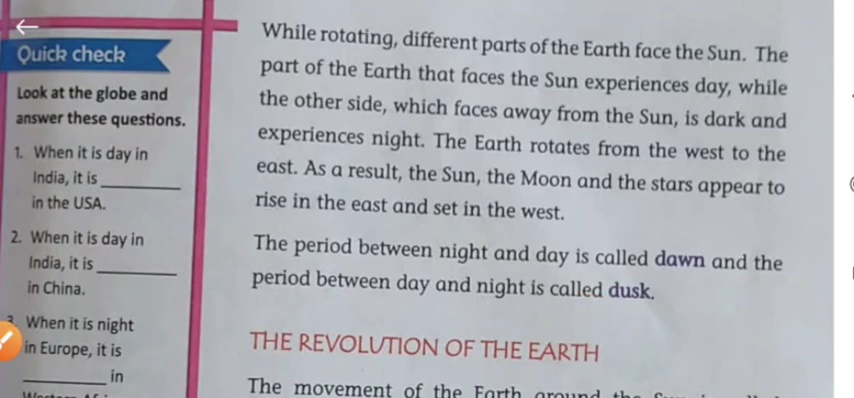 Quick check
Look at the globe and
answer these questions.
1. When it is day in
India, it is ________
in the USA.
2. When it is day in
India, it is ________
in China.
3. When it is night
in Europe, it is
________ in
While rotating, different parts of the Earth face the Sun. The
part of the Earth that faces the Sun experiences day, while
the other side, which faces away from the Sun, is dark and
experiences night. The Earth rotates from the west to the
east. As a result, the Sun, the Moon and the stars appear to
rise in the east and set in the west.
The period between night and day is called dawn and the
period between day and night is called dusk.
THE REVOLUTION OF THE EARTH
The movement of the Earth around the